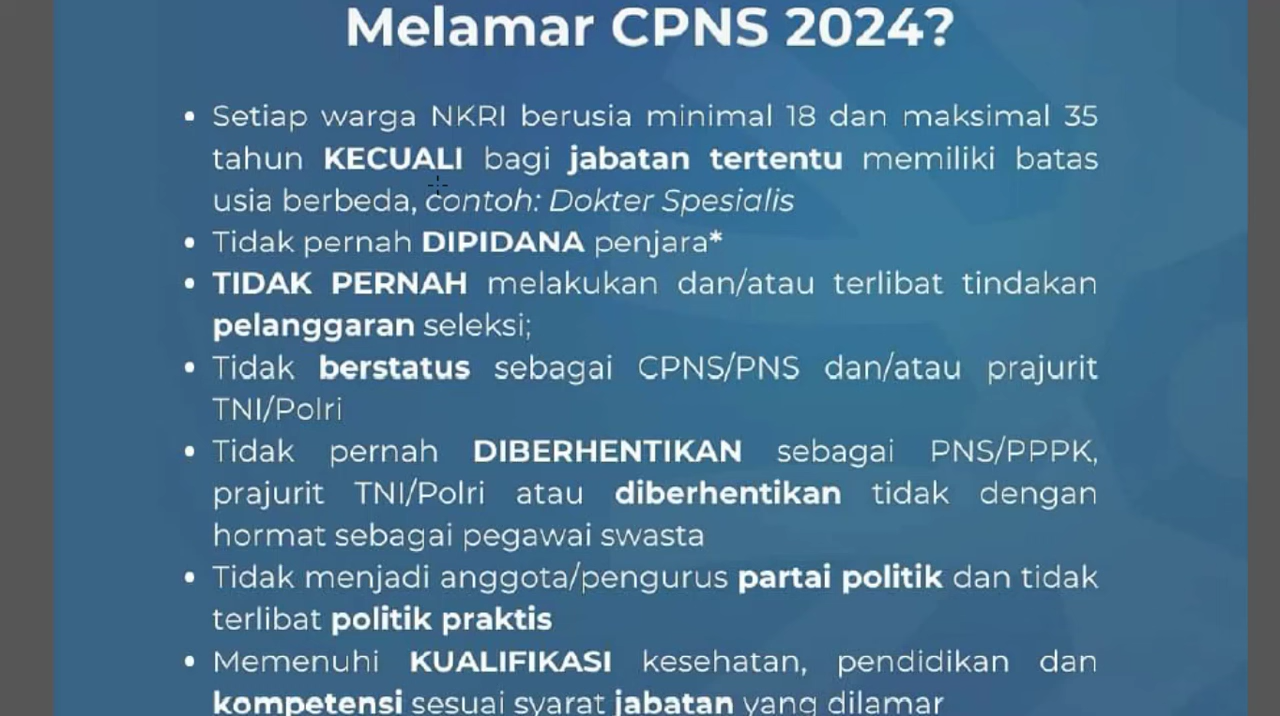 Melamar CPNS 2024?
• Setiap warga NKRI berusia minimal 18 dan maksimal 35
tahun KECUALI bagi jabatan tertentu memiliki batas
usia berbeda, contoh: Dokter Spesialis
• Tidak pernah DIPIDANA penjara*
• TIDAK PERNAH melakukan dan/atau terlibat tindakan
pelanggaran seleksi;
• Tidak berstatus sebagai CPNS/PNS dan/atau prajurit
TNI/Polri
• Tidak pernah DIBERHENTIKAN sebagai PNS/PPPK,
prajurit TNI/Polri atau diberhentikan tidak dengan
hormat sebagai pegawai swasta
• Tidak menjadi anggota/pengurus partai politik dan tidak
terlibat politik praktis
• Memenuhi KUALIFIKASI kesehatan, pendidikan dan
kompetensi sesuai syarat jabatan yang dilamar